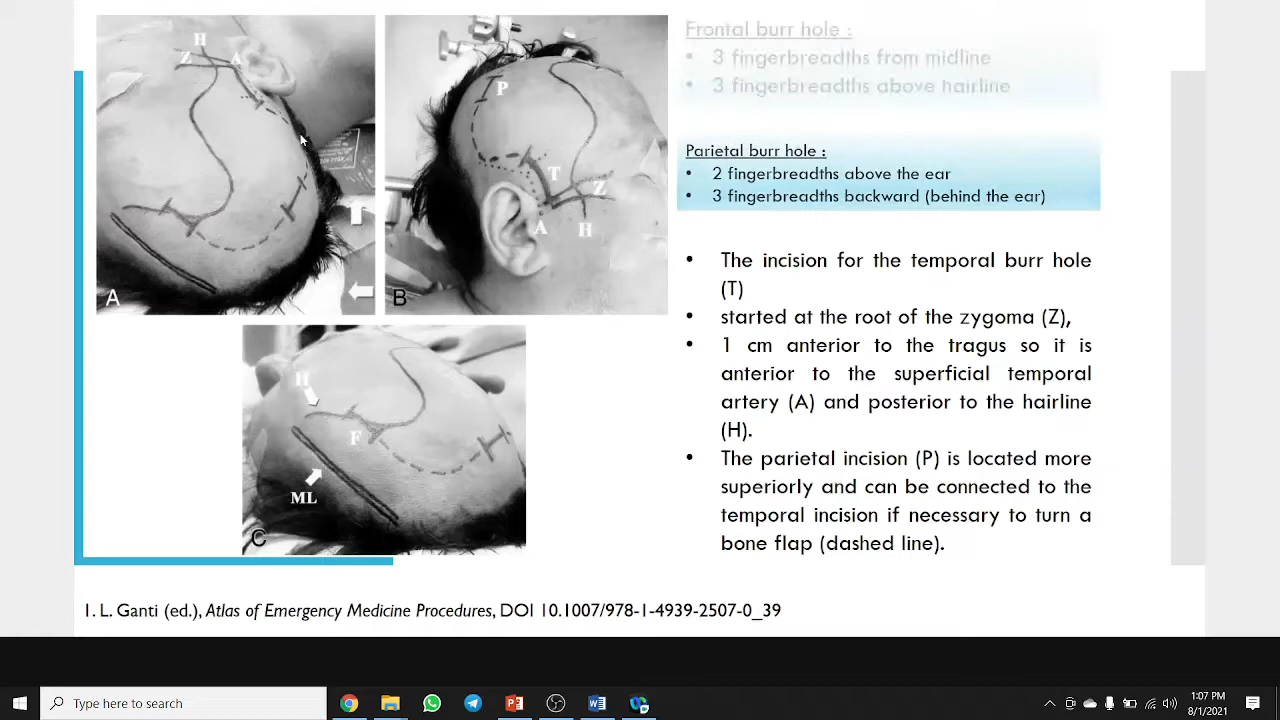 H
Z
A
A
P
T
Z
A
H
B
H
F
ML
C
Frontal burr hole :
• 3 fingerbreadths from midline
• 3 fingerbreadths above hairline
Parietal burr hole :
• 2 fingerbreadths above the ear
• 3 fingerbreadths backward (behind the ear)
• The incision for the temporal burr hole
(T)
• started at the root of the zygoma (Z),
• 1 cm anterior to the tragus so it is
anterior to the superficial temporal
artery (A) and posterior to the hairline
(H).
• The parietal incision (P) is located more
superiorly and can be connected to the
temporal incision if necessary to turn a
bone flap (dashed line).
1. L. Ganti (ed.), Atlas of Emergency Medicine Procedures, DOI 10.1007/978-1-4939-2507-0_39
Type here to search
1:07 PM
8/1/2021